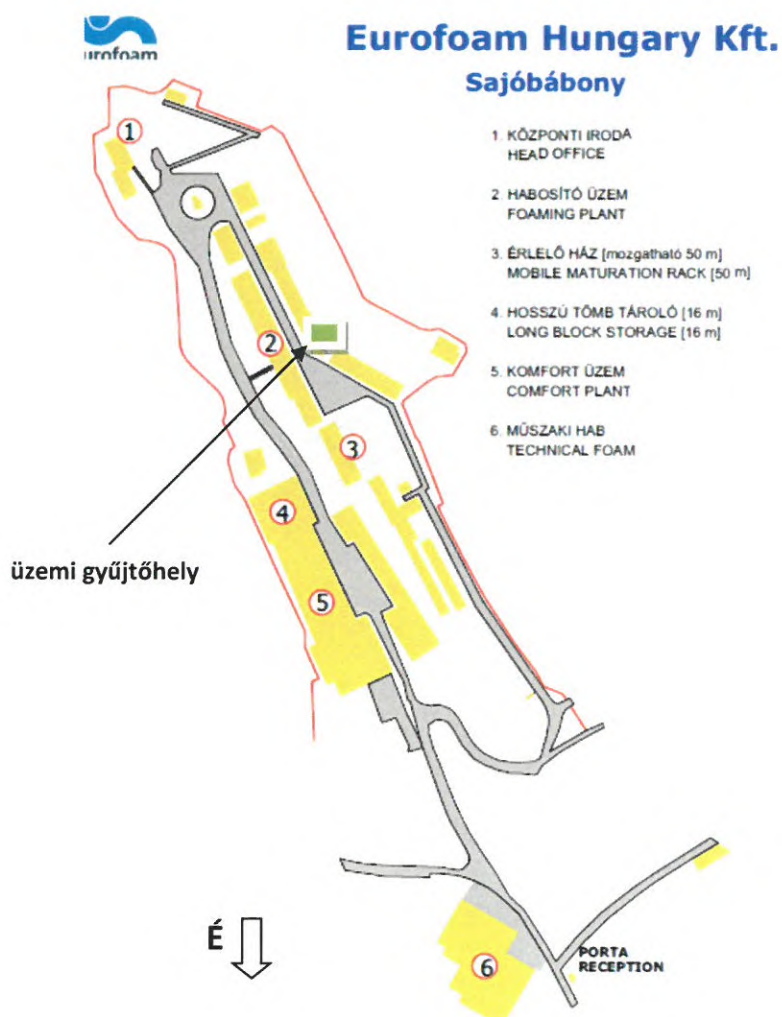 urofoam
Eurofoam Hungary Kft.
Sajóbábony
1. KÖZPONTI IRODA
HEAD OFFICE
2. HABOSÍTÓ ÜZEM
FOAMING PLANT
3. ÉRLELŐ HÁZ [mozgatható 50 m]
MOBILE MATURATION RACK [50 m]
4. HOSSZÚ TÖMB TÁROLÓ [16 m]
LONG BLOCK STORAGE [16 m]
5. KOMFORT ÜZEM
COMFORT PLANT
6. MŰSZAKI HAB
TECHNICAL FOAM
1
2
3
4
üzemi gyűjtőhely
5
É
6
PORTA
RECEPTION